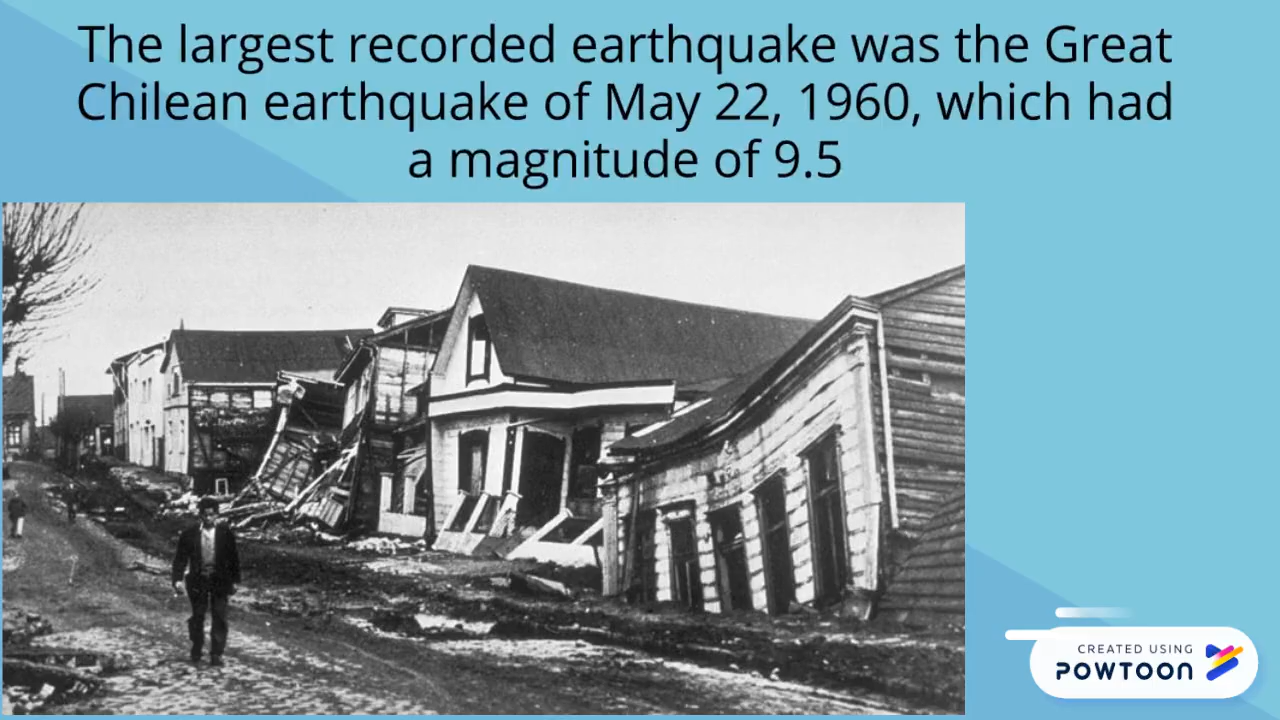 The largest recorded earthquake was the Great
Chilean earthquake of May 22, 1960, which had
a magnitude of 9.5
CREATED USING
POWTOON